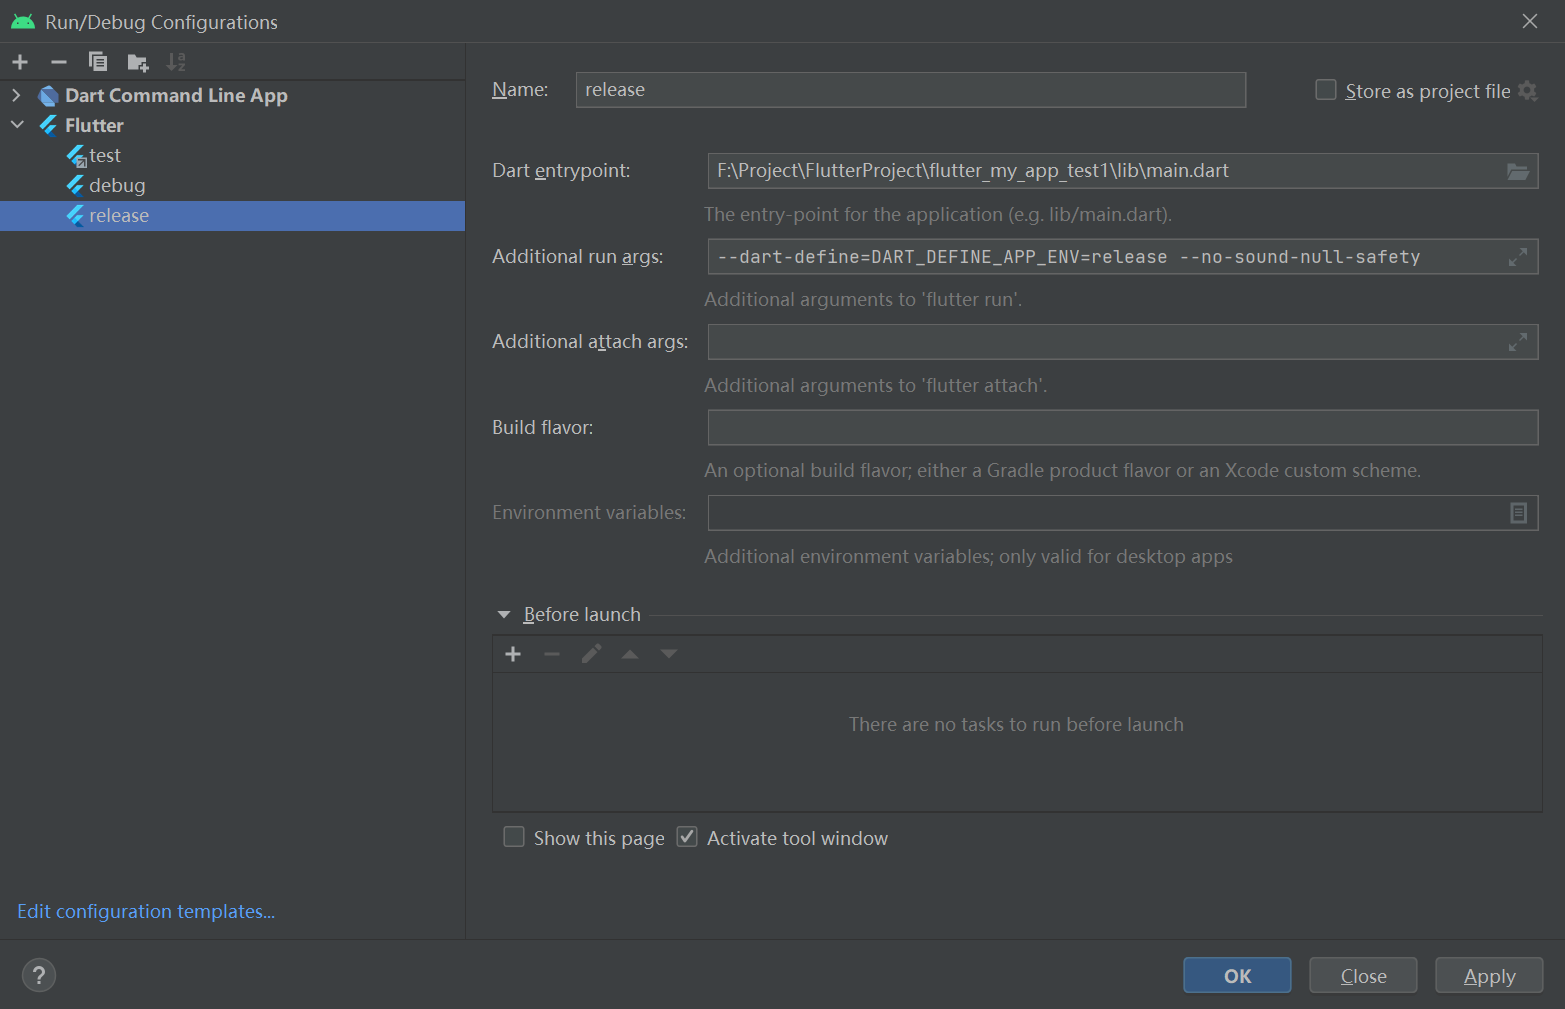 Run/Debug Configurations
Dart Command Line App
Flutter
test
debug
release
Edit configuration templates...
Name: release
Store as project file
Dart entrypoint: F:\Project\FlutterProject\flutter_my_app_test1\lib\main.dart
The entry-point for the application (e.g. lib/main.dart).
Additional run args: --dart-define=DART_DEFINE_APP_ENV=release --no-sound-null-safety
Additional arguments to 'flutter run'.
Additional attach args:
Additional arguments to 'flutter attach'.
Build flavor:
An optional build flavor; either a Gradle product flavor or an Xcode custom scheme.
Environment variables:
Additional environment variables; only valid for desktop apps
Before launch
There are no tasks to run before launch
Show this page Activate tool window
? OK Close Apply